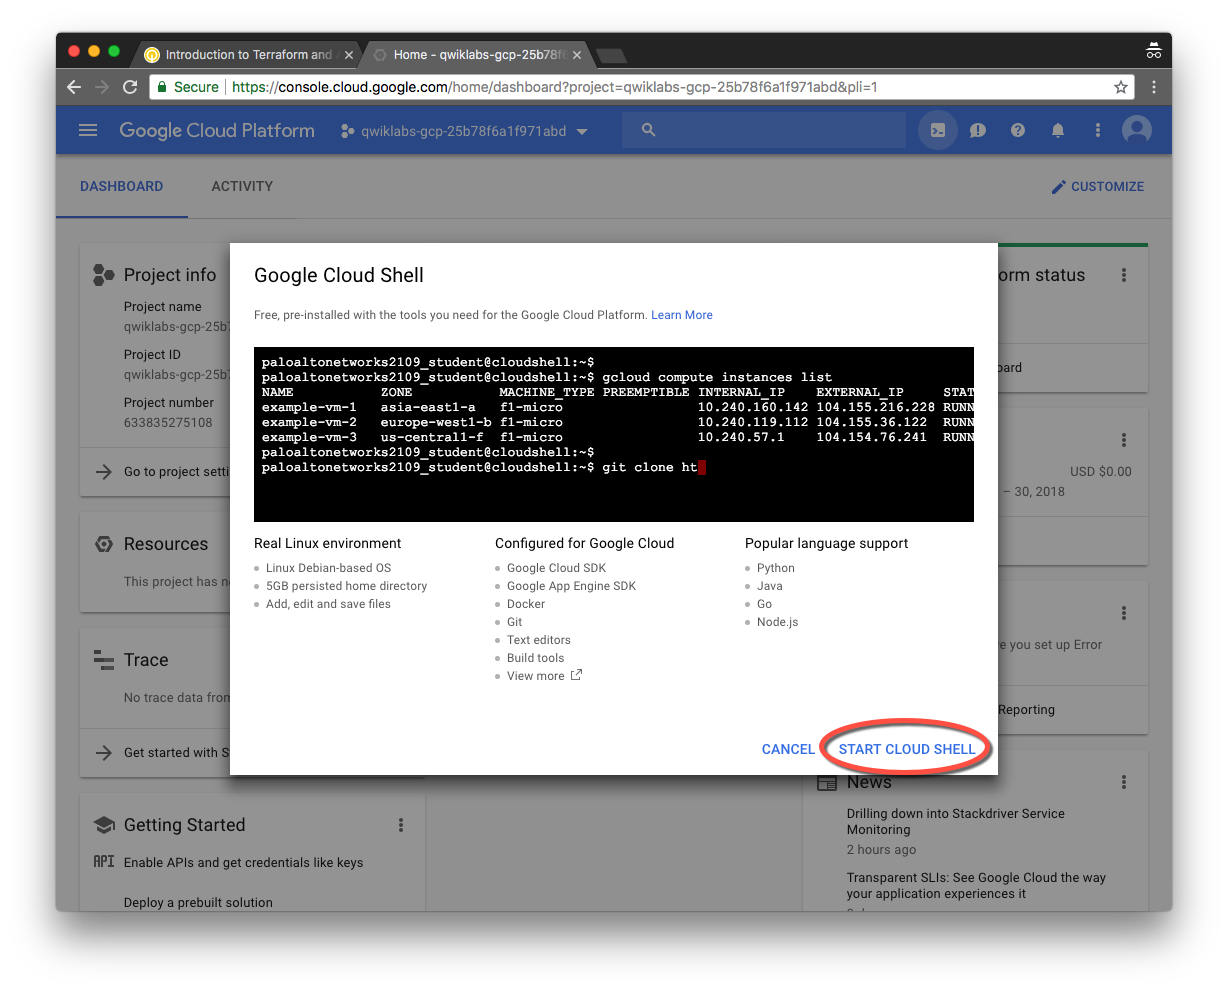 Introduction to Terraform and
Home - qwiklabs-gcp-25b78f6
Secure https://console.cloud.google.com/home/dashboard?project=qwiklabs-gcp-25b78f6a1f971abd&pli=1
Google Cloud Platform qwiklabs-gcp-25b78f6a1f971abd
DASHBOARD ACTIVITY CUSTOMIZE
Project info
Project name
qwiklabs-gcp-25b7
Project ID
qwiklabs-gcp-25b7
Project number
633835275108
Go to project setti
Resources
This project has n
Trace
No trace data from
Get started with S
Getting Started
API Enable APIs and get credentials like keys
Deploy a prebuilt solution
Google Cloud Shell
Free, pre-installed with the tools you need for the Google Cloud Platform. Learn More
paloaltonetworks2109_student@cloudshell:~$
paloaltonetworks2109_student@cloudshell:~$ gcloud compute instances list
NAME ZONE MACHINE_TYPE PREEMPTIBLE INTERNAL_IP EXTERNAL_IP STAT
example-vm-1 asia-east1-a f1-micro 10.240.160.142 104.155.216.228 RUNN
example-vm-2 europe-west1-b f1-micro 10.240.119.112 104.155.36.122 RUNN
example-vm-3 us-central1-f f1-micro 10.240.57.1 104.154.76.241 RUNN
paloaltonetworks2109_student@cloudshell:~$
paloaltonetworks2109_student@cloudshell:~$ git clone ht
Real Linux environment
Linux Debian-based OS
5GB persisted home directory
Add, edit and save files
Configured for Google Cloud
Google Cloud SDK
Google App Engine SDK
Docker
Git
Text editors
Build tools
View more
Popular language support
Python
Java
Go
Node.js
CANCEL START CLOUD SHELL
orm status
oard
USD $0.00
– 30, 2018
e you set up Error
Reporting
News
Drilling down into Stackdriver Service
Monitoring
2 hours ago
Transparent SLIs: See Google Cloud the way
your application experiences it